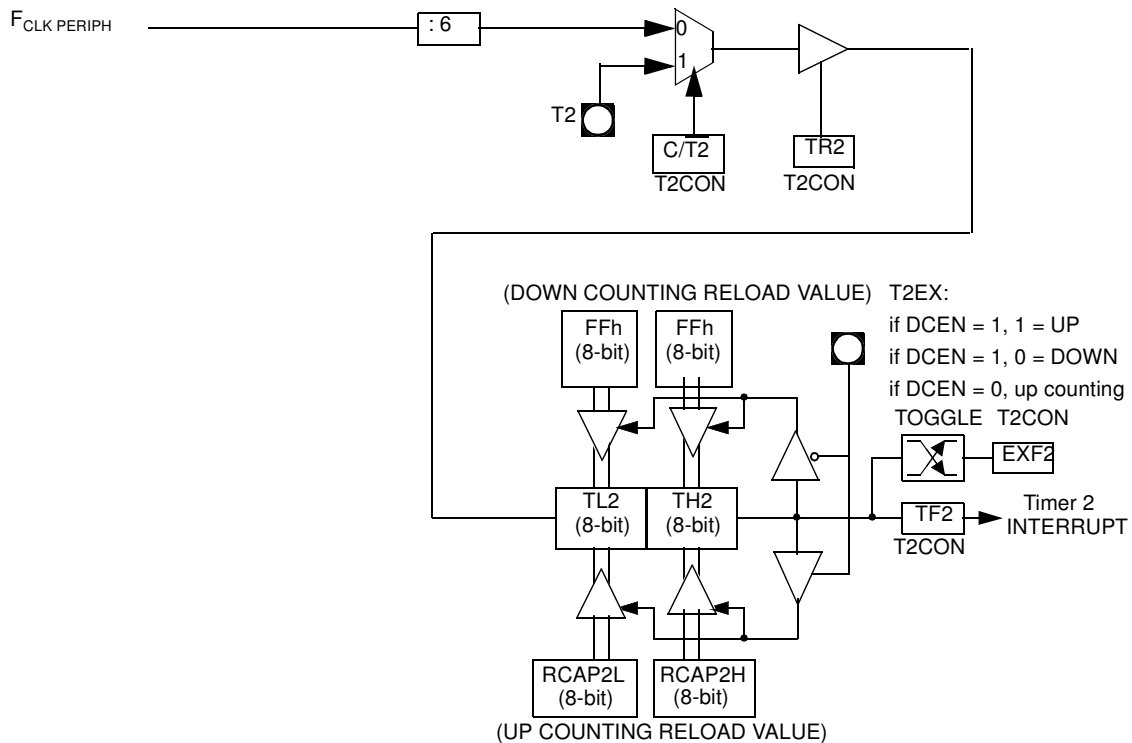 FCLK PERIPH
: 6
0
1
T2
C/T2
TR2
T2CON
T2CON
(DOWN COUNTING RELOAD VALUE)
T2EX:
if DCEN = 1, 1 = UP
if DCEN = 1, 0 = DOWN
if DCEN = 0, up counting
FFh
(8-bit)
FFh
(8-bit)
TOGGLE
T2CON
EXF2
TL2
(8-bit)
TH2
(8-bit)
TF2
T2CON
Timer 2
INTERRUPT
RCAP2L
(8-bit)
RCAP2H
(8-bit)
(UP COUNTING RELOAD VALUE)